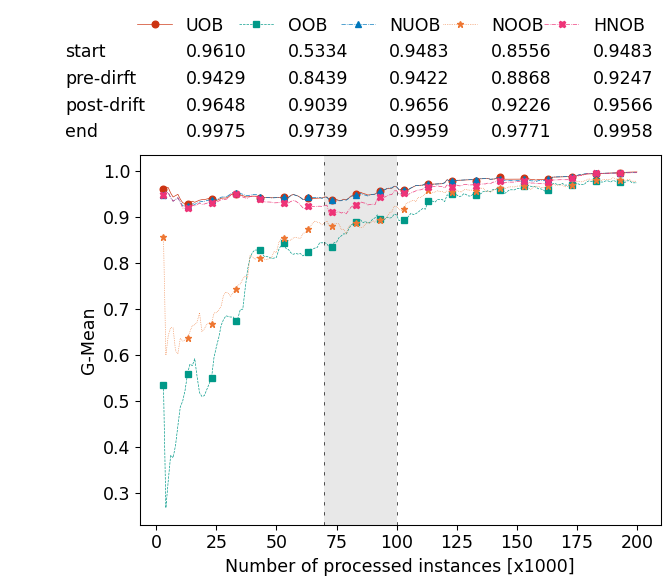 UOB OOB NUOB NOOB HNOB
start 0.9610 0.5334 0.9483 0.8556 0.9483
pre-dirft 0.9429 0.8439 0.9422 0.8868 0.9247
post-drift 0.9648 0.9039 0.9656 0.9226 0.9566
end 0.9975 0.9739 0.9959 0.9771 0.9958
1.0
0.9
0.8
0.7
0.6
0.5
0.4
0.3
G-Mean
0 25 50 75 100 125 150 175 200
Number of processed instances [x1000]